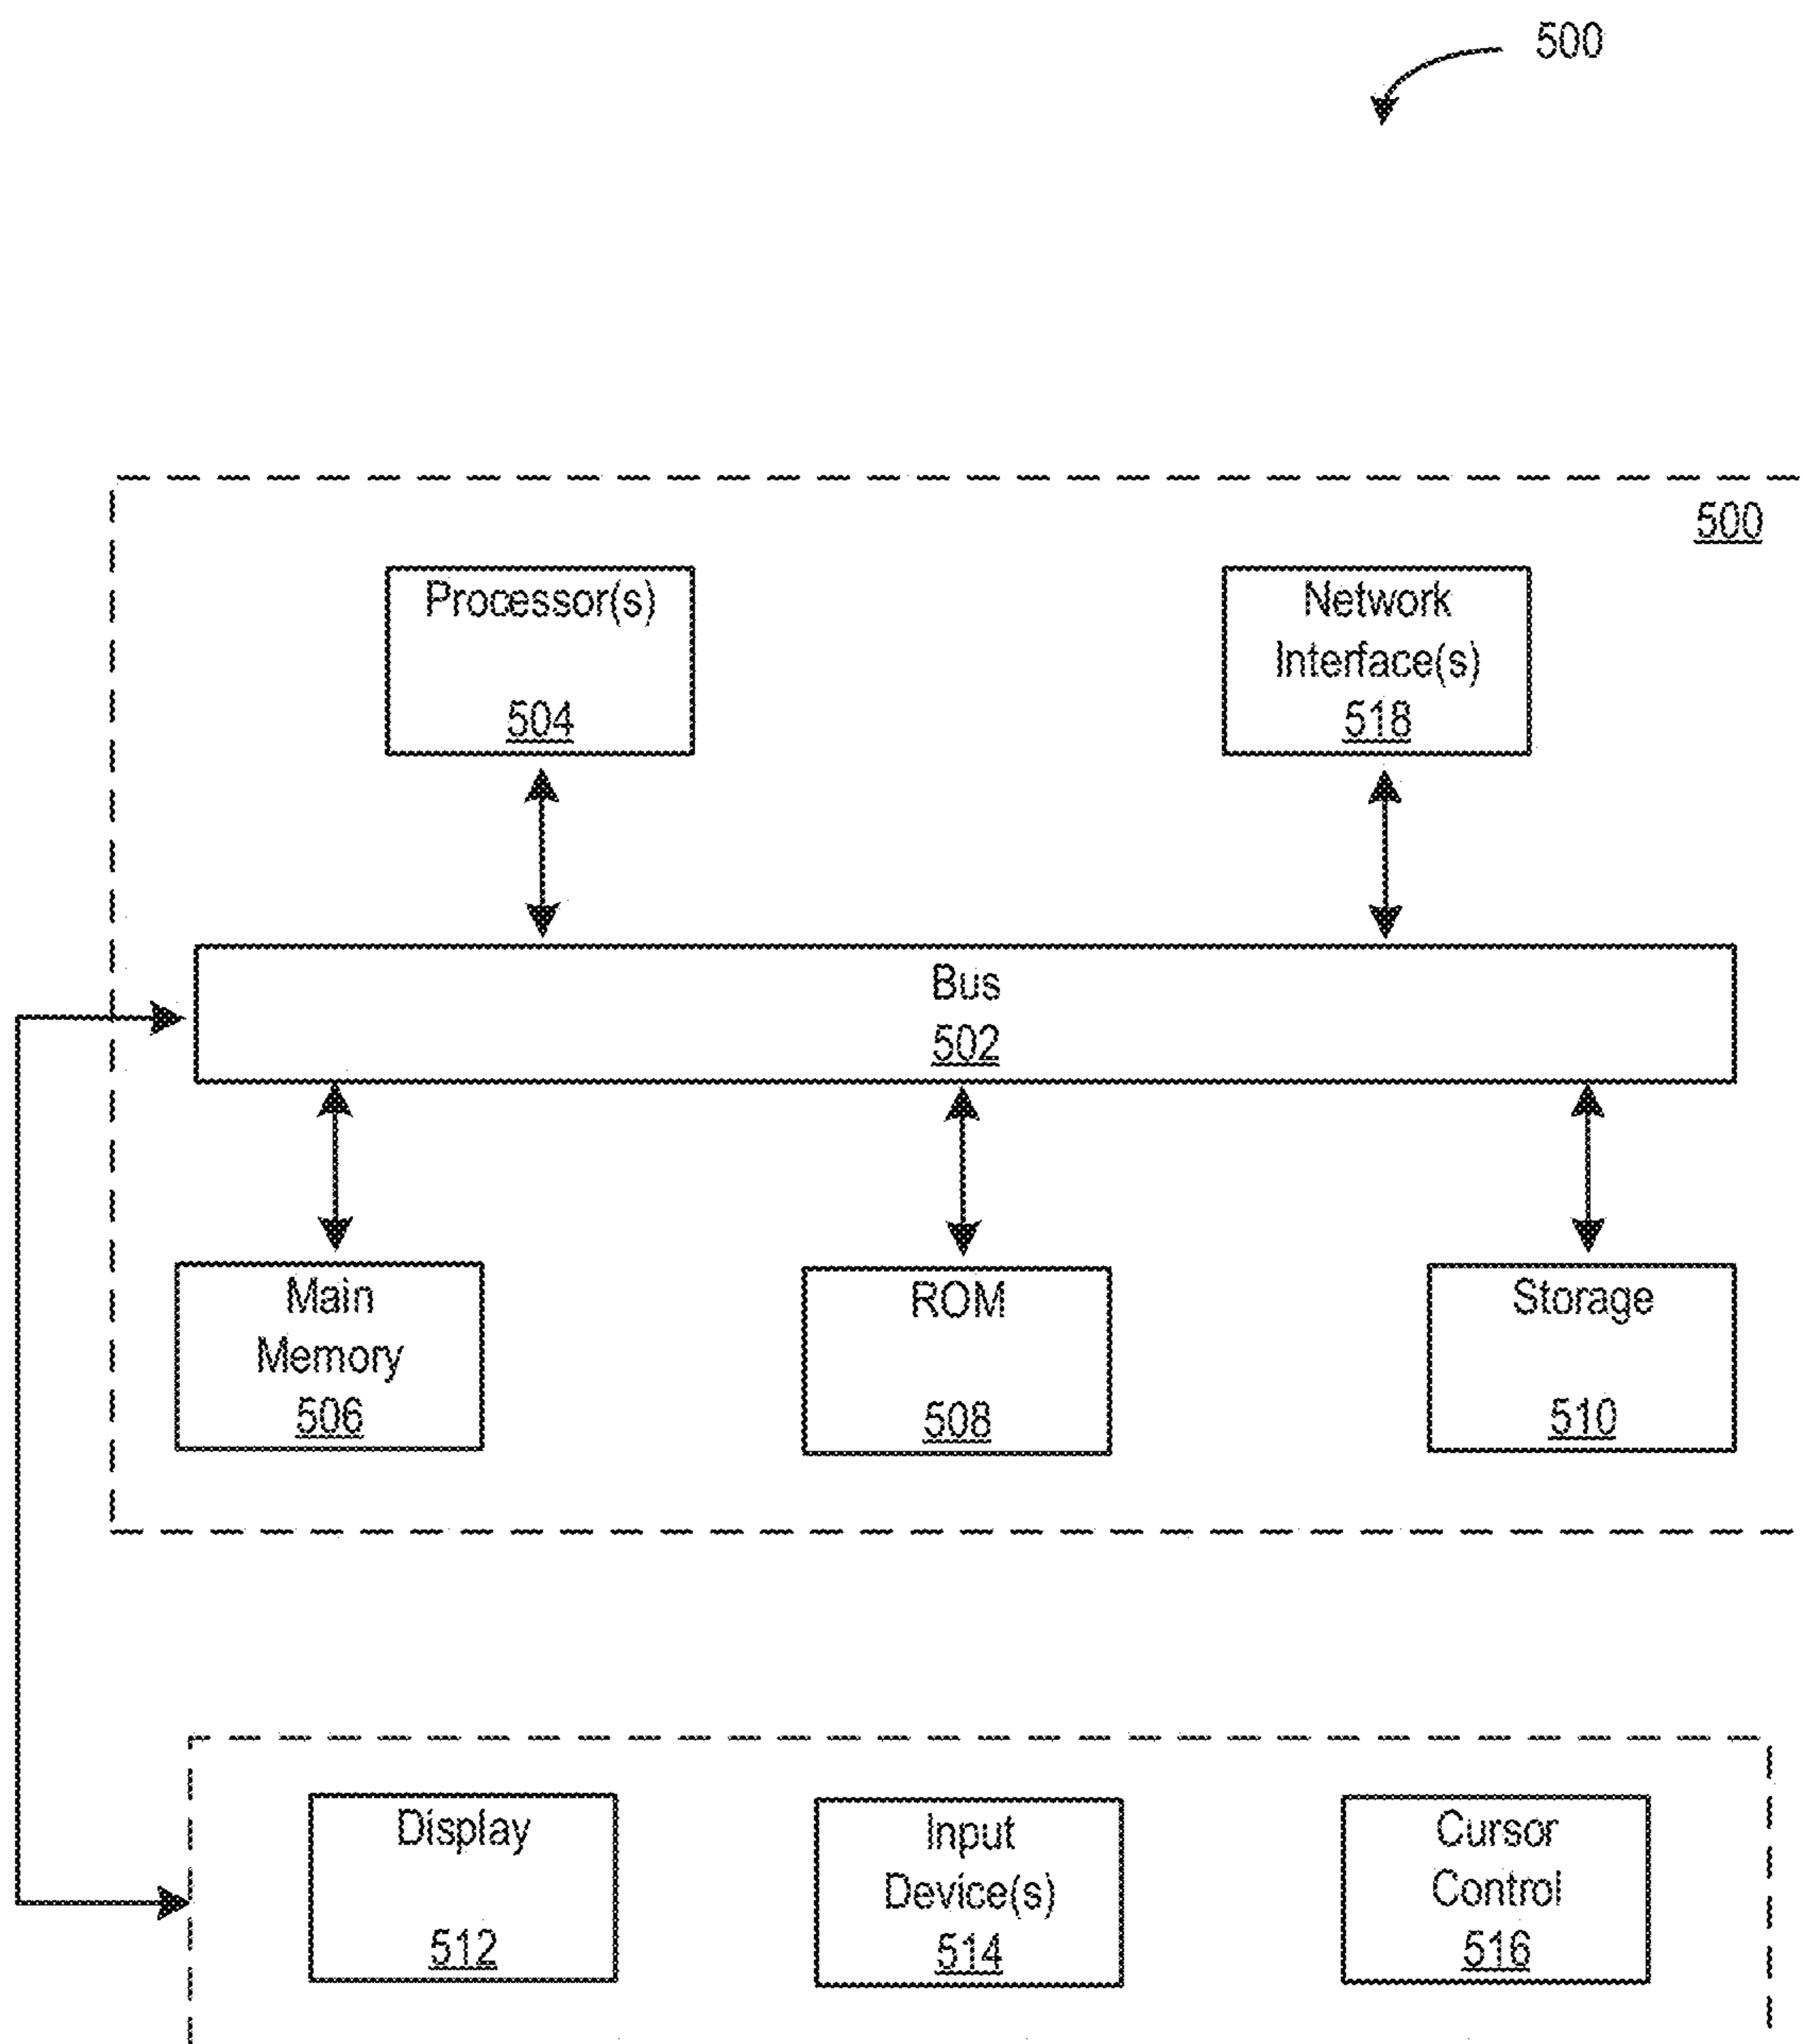 500
500
Processor(s)
504
Network
Interface(s)
518
Bus
502
Main
Memory
506
ROM
508
Storage
510
Display
512
Input
Device(s)
514
Cursor
Control
516